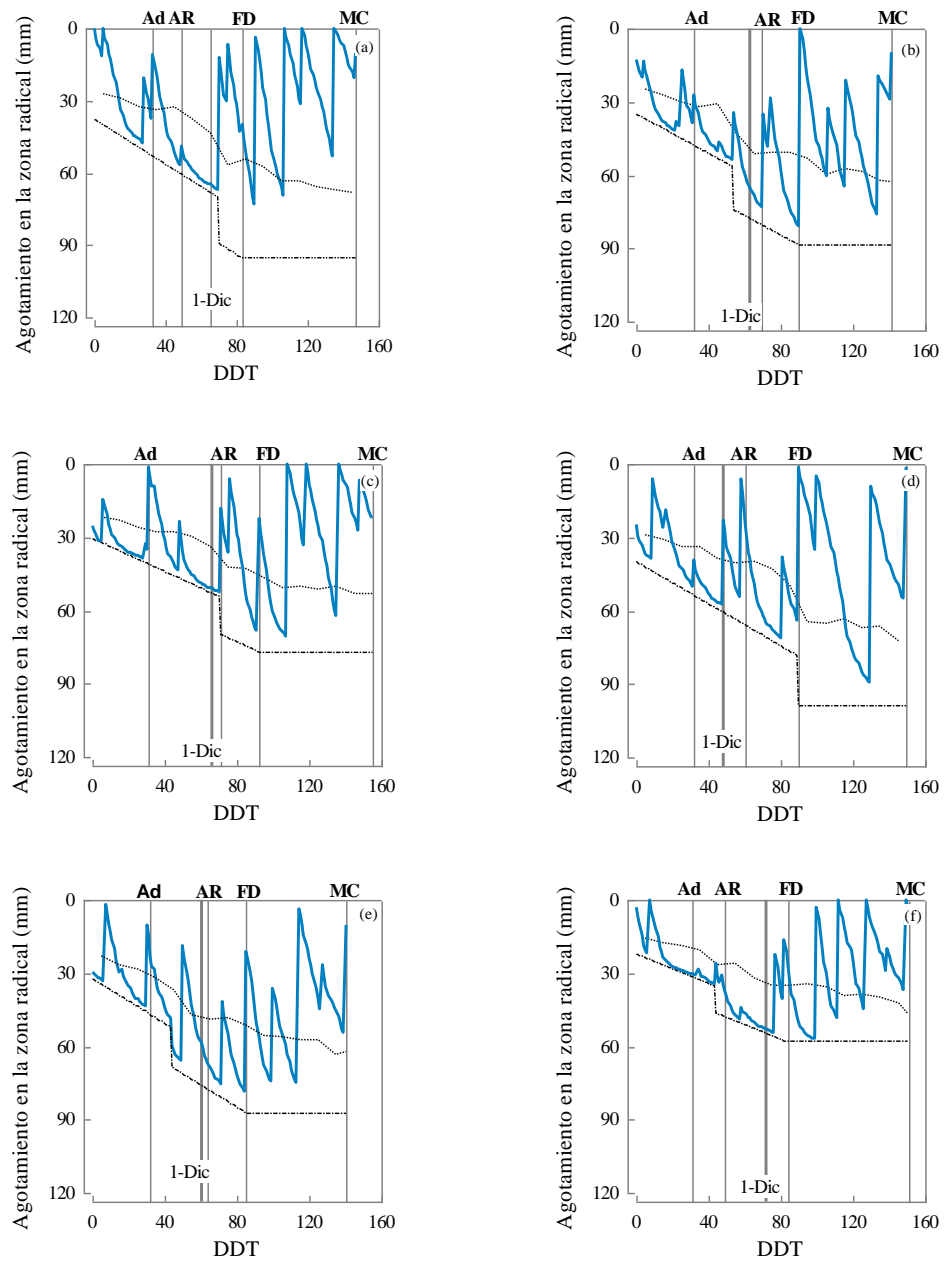 Ad AR FD MC
(a)
Agotamiento en la zona radical (mm)
0
30
60
90
120
1-Dic
0 40 80 120 160
DDT
Ad AR FD MC
(b)
Agotamiento en la zona radical (mm)
0
30
60
90
120
1-Dic
0 40 80 120 160
DDT
Ad AR FD MC
(c)
Agotamiento en la zona radical (mm)
0
30
60
90
120
1-Dic
0 40 80 120 160
DDT
Ad AR FD MC
(d)
Agotamiento en la zona radical (mm)
0
30
60
90
120
1-Dic
0 40 80 120 160
DDT
Ad AR FD MC
(e)
Agotamiento en la zona radical (mm)
0
30
60
90
120
1-Dic
0 40 80 120 160
DDT
Ad AR FD MC
(f)
Agotamiento en la zona radical (mm)
0
30
60
90
120
1-Dic
0 40 80 120 160
DDT